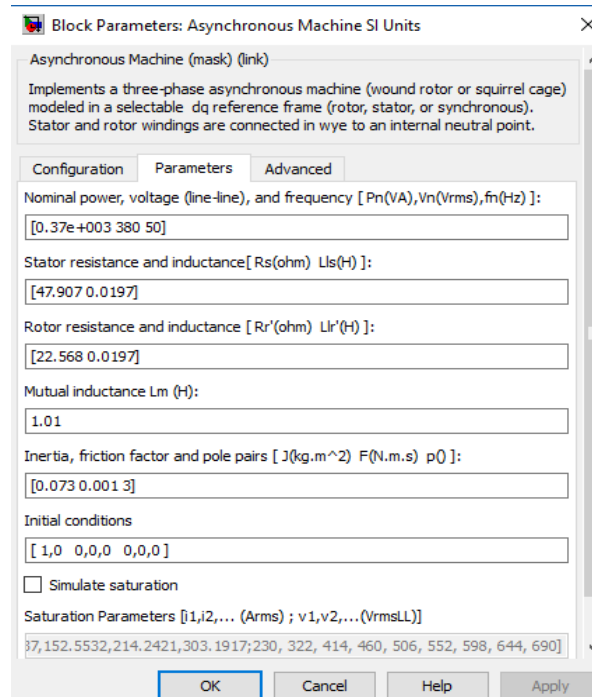 Block Parameters: Asynchronous Machine SI Units
Asynchronous Machine (mask) (link)
Implements a three-phase asynchronous machine (wound rotor or squirrel cage)
modeled in a selectable dq reference frame (rotor, stator, or synchronous).
Stator and rotor windings are connected in wye to an internal neutral point.
Configuration Parameters Advanced
Nominal power, voltage (line-line), and frequency [ Pn(VA),Vn(Vrms),fn(Hz) ]:
[0.37e+003 380 50]
Stator resistance and inductance[ Rs(ohm) Lls(H) ]:
[47.907 0.0197]
Rotor resistance and inductance [ Rr'(ohm) Llr'(H) ]:
[22.568 0.0197]
Mutual inductance Lm (H):
1.01
Inertia, friction factor and pole pairs [ J(kg.m^2) F(N.m.s) p() ]:
[0.073 0.001 3]
Initial conditions
[ 1,0 0,0,0 0,0,0 ]
Simulate saturation
Saturation Parameters [i1,i2,... (Arms) ; v1,v2,...(VrmsLL)]
37,152.5532,214.2421,303.1917;230, 322, 414, 460, 506, 552, 598, 644, 690]
OK Cancel Help Apply